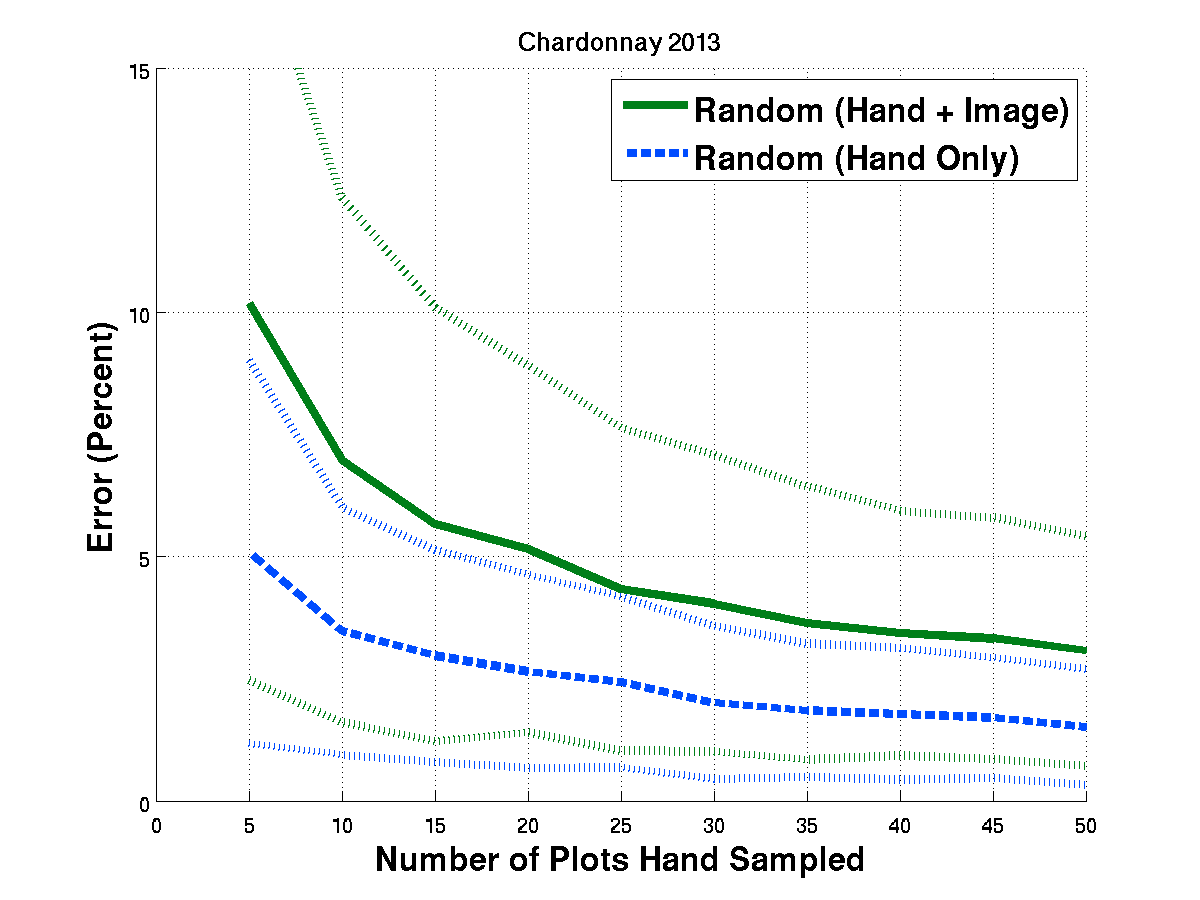 Chardonnay 2013
Random (Hand + Image)
Random (Hand Only)
15
10
5
0
Error (Percent)
0 5 10 15 20 25 30 35 40 45 50
Number of Plots Hand Sampled